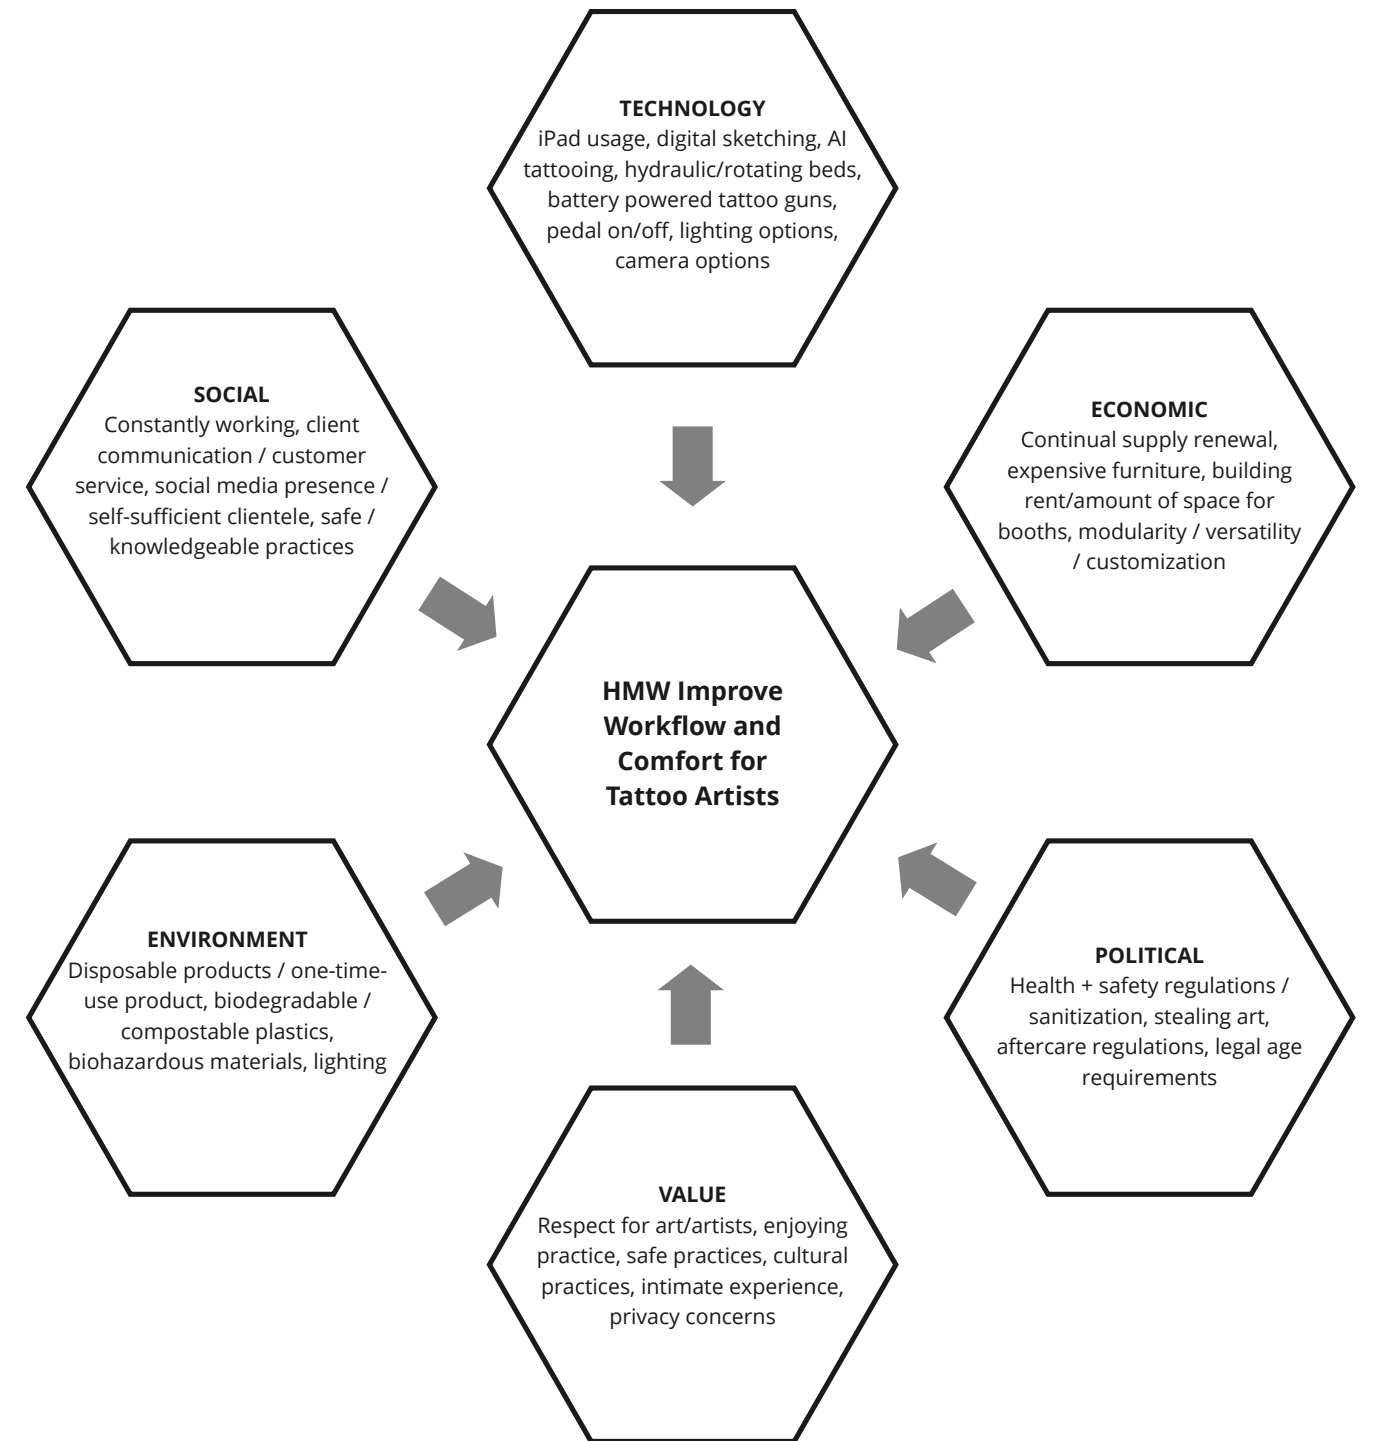 TECHNOLOGY
iPad usage, digital sketching, AI
tattooing, hydraulic/rotating beds,
battery powered tattoo guns,
pedal on/off, lighting options,
camera options
SOCIAL
Constantly working, client
communication / customer
service, social media presence /
self-sufficient clientele, safe /
knowledgeable practices
ECONOMIC
Continual supply renewal,
expensive furniture, building
rent/amount of space for
booths, modularity / versatility
/ customization
HMW Improve
Workflow and
Comfort for
Tattoo Artists
ENVIRONMENT
Disposable products / one-time-
use product, biodegradable /
compostable plastics,
biohazardous materials, lighting
POLITICAL
Health + safety regulations /
sanitization, stealing art,
aftercare regulations, legal age
requirements
VALUE
Respect for art/artists, enjoying
practice, safe practices, cultural
practices, intimate experience,
privacy concerns